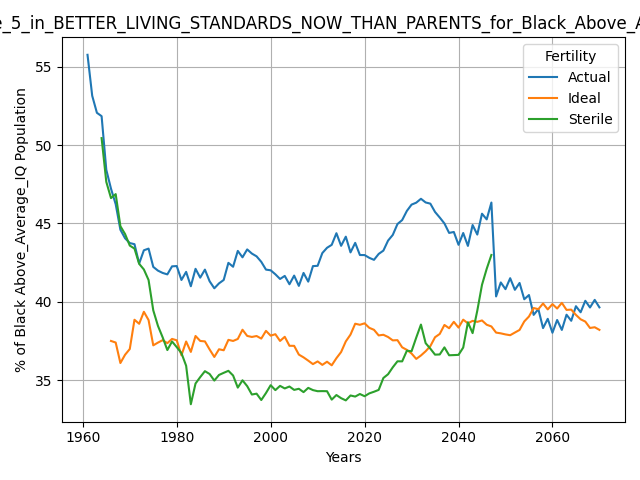 e_5_in_BETTER_LIVING_STANDARDS_NOW_THAN_PARENTS_for_Black_Above_A
Fertility
Actual
Ideal
Sterile
% of Black Above_Average_IQ Population
55
50
45
40
35
1960
1980
2000
2020
2040
2060
Years